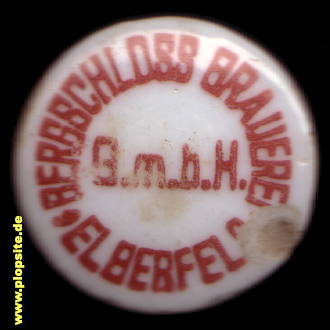 BERGSCHLOSS BRAUEREI
G.m.b.H.
ELBERFELD
www.plopsite.de